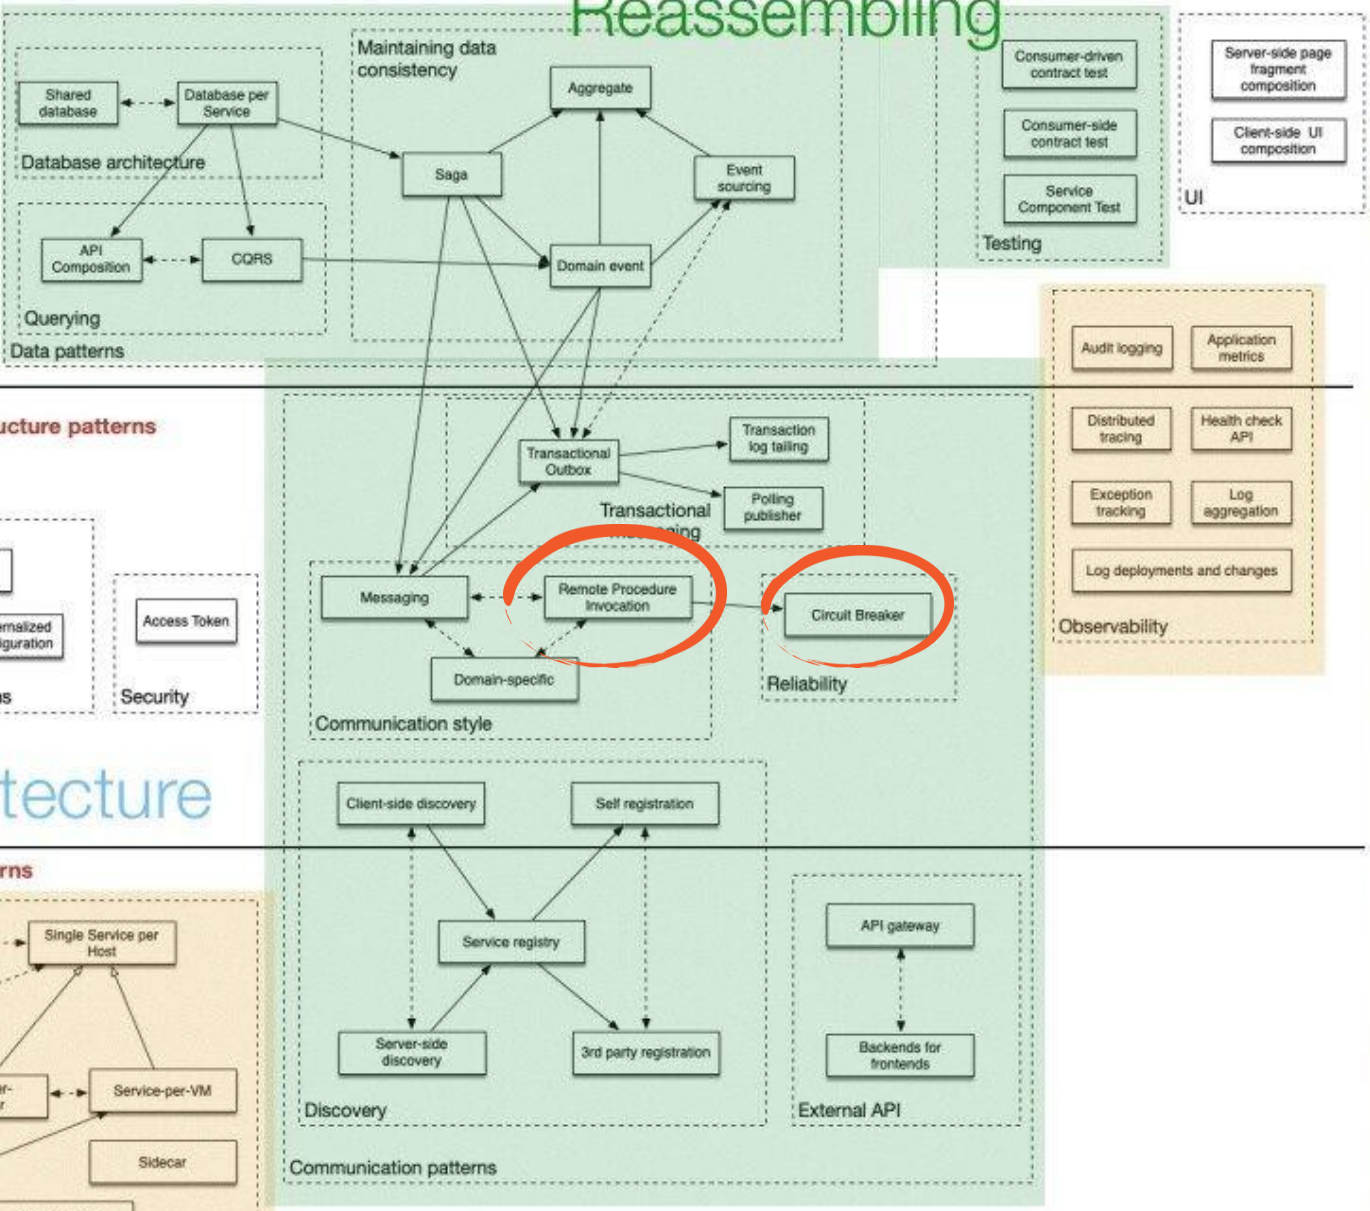 Reassembling
Maintaining data
consistency
Shared
database
Database per
Service
Database architecture
Aggregate
Saga
Event
sourcing
API
Composition
CQRS
Domain event
Querying
Data patterns
Consumer-driven
contract test
Consumer-side
contract test
Service
Component Test
Testing
Server-side page
fragment
composition
Client-side UI
composition
UI
Audit logging
Application
metrics
Distributed
tracing
Health check
API
Exception
tracking
Log
aggregation
Log deployments and changes
Observability
ucture patterns
Transactional
Outbox
Transaction
log tailing
Polling
publisher
Transactional
Messaging
Remote Procedure
Invocation
Circuit Breaker
Domain-specific
Communication style
Reliability
Access Token
Security
ernalized
iguration
ns
tecture
rns
Client-side discovery
Self registration
Service registry
Server-side
discovery
3rd party registration
Discovery
API gateway
Backends for
frontends
External API
Communication patterns
Single Service per
Host
er-
r
Service-per-VM
Sidecar